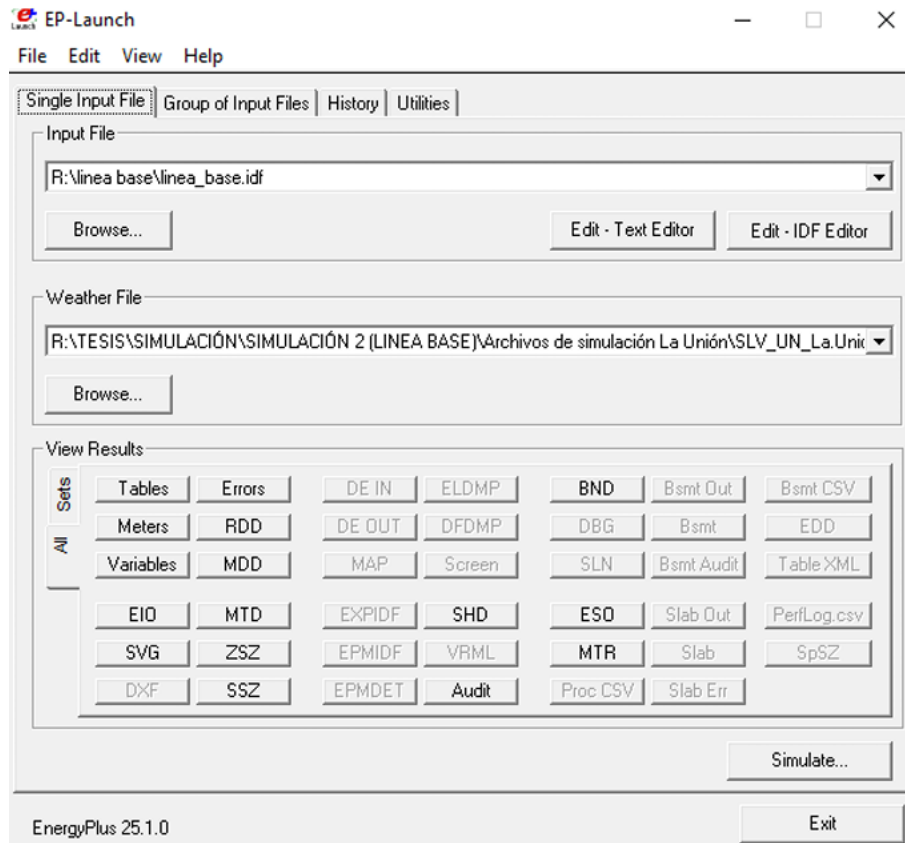 EP-Launch
File Edit View Help
Single Input File Group of Input Files History Utilities
Input File
R:\linea base\linea_base.idf
Browse... Edit - Text Editor Edit - IDF Editor
Weather File
R:\TESIS\SIMULACIÓN\SIMULACIÓN 2 (LINEA BASE)\Archivos de simulación La Unión\SLV_UN_La.Unic
Browse...
View Results
Sets
All
Tables Errors DE IN ELDMP BND Bsmt Out Bsmt CSV
Meters RDD DE OUT DFDMP DBG Bsmt EDD
Variables MDD MAP Screen SLN Bsmt Audit Table XML
EIO MTD EXPIDF SHD ESO Slab Out PerfLog.csv
SVG ZSZ EPMIDF VRML MTR Slab SpSZ
DXF SSZ EPMDET Audit Proc CSV Slab Err
Simulate...
EnergyPlus 25.1.0 Exit